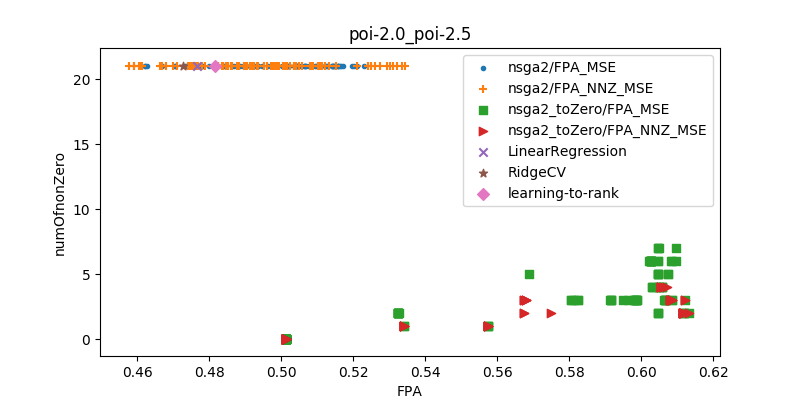 poi-2.0_poi-2.5
numOfnonZero
20
15
10
5
0
nsga2/FPA_MSE
nsga2/FPA_NNZ_MSE
nsga2_toZero/FPA_MSE
nsga2_toZero/FPA_NNZ_MSE
LinearRegression
RidgeCV
learning-to-rank
0.46 0.48 0.50 0.52 0.54 0.56 0.58 0.60 0.62
FPA